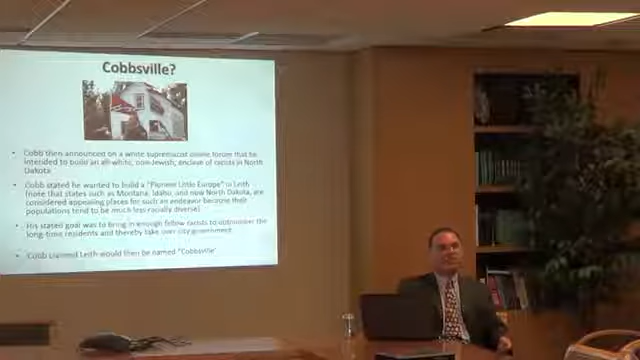 Cobbsville?
• Cobb then announced on a white supremacist online forum that he
intended to build an all-white, non-Jewish, enclave of racists in North
Dakota.
• Cobb stated he wanted to build a "Pioneer Little Europe" in Leith
(note that states such as Montana, Idaho, and now North Dakota, are
considered appealing places for such an endeavor because their
populations tend to be much less racially diverse)
• His stated goal was to bring in enough fellow racists to outnumber the
long-time residents and thereby take over city government.
• Cobb claimed Leith would then be named "Cobbsville"